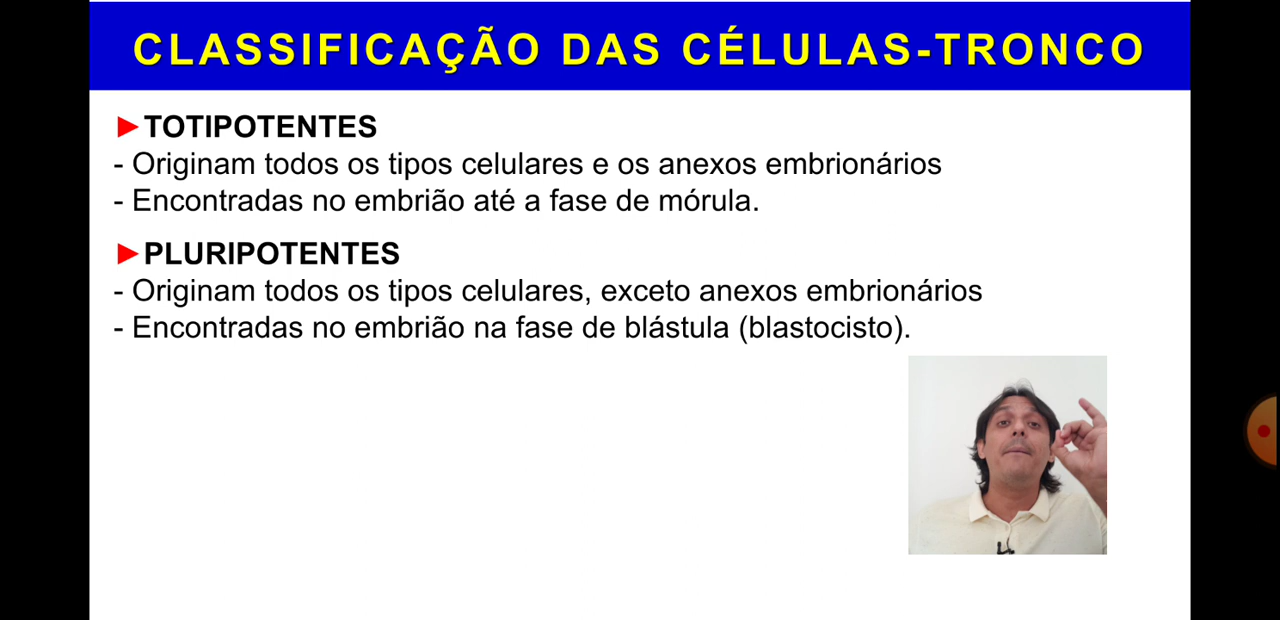 CLASSIFICAÇÃO DAS CÉLULAS-TRONCO
►TOTIPOTENTES
- Originam todos os tipos celulares e os anexos embrionários
- Encontradas no embrião até a fase de mórula.
►PLURIPOTENTES
- Originam todos os tipos celulares, exceto anexos embrionários
- Encontradas no embrião na fase de blástula (blastocisto).